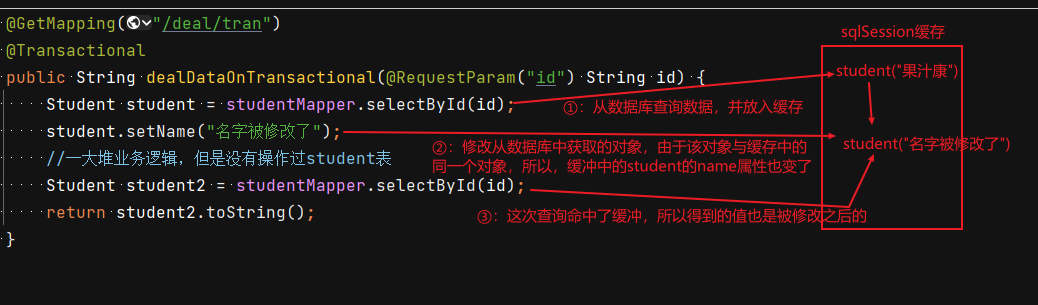 @GetMapping("/deal/tran")
sqlSession缓存
@Transactional
public String dealDataOnTransactional(@RequestParam("id") String id) {
student("果汁康")
Student student = studentMapper.selectById(id);
①：从数据库查询数据，并放入缓存
student.setName("名字被修改了");
②：修改从数据库中获取的对象，由于该对象与缓存中的
同一个对象，所以，缓冲中的student的name属性也变了
student("名字被修改了")
//一大堆业务逻辑，但是没有操作过student表
Student student2 = studentMapper.selectById(id);
③：这次查询命中了缓冲，所以得到的值也是被修改之后的
return student2.toString();
}